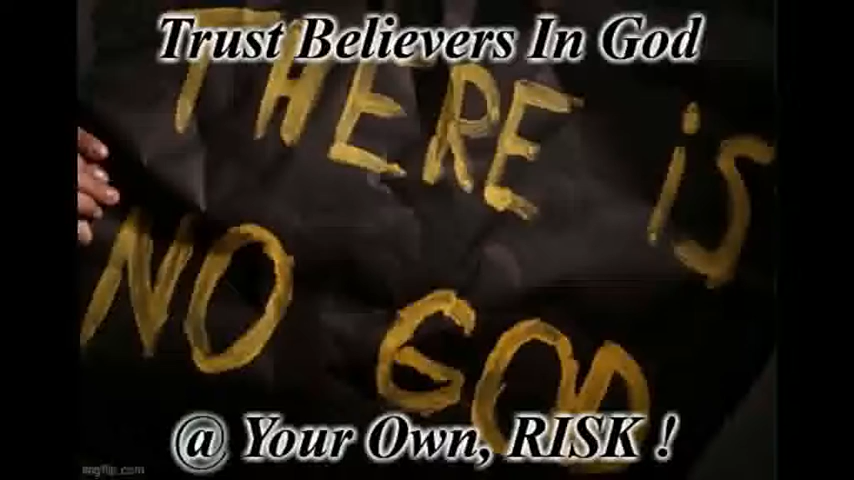 Trust Believers In God
THERE iS
NO GOD
@ Your Own, RISK !
imgflip.com